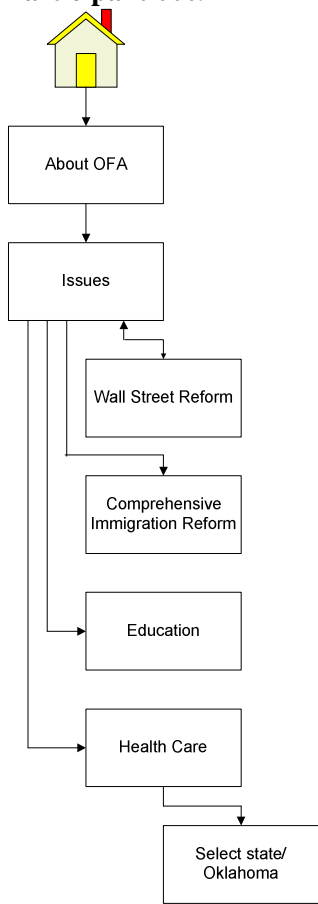 About OFA
Issues
Wall Street Reform
Comprehensive
Immigration Reform
Education
Health Care
Select state/
Oklahoma